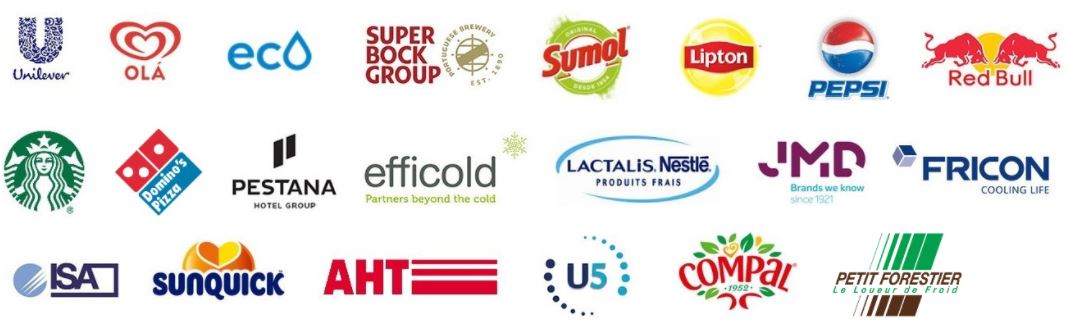 Unilever
OLÁ
eco
SUPER
BOCK
GROUP
PORTUGUESE BREWERY
EST. 1890
ORIGINAL
Sumol
DESDE 1954
Lipton
PEPSI
Red Bull
Domino's
Pizza
PESTANA
HOTEL GROUP
efficold
Partners beyond the cold
LACTALIS. Nestlé
PRODUITS FRAIS
JMD
Brands we know
since 1921
FRICON
COOLING LIFE
ISA
SUNQUICK
AHT
U5
COMPAL
1952
PETIT FORESTIER
Le Loueur de Froid